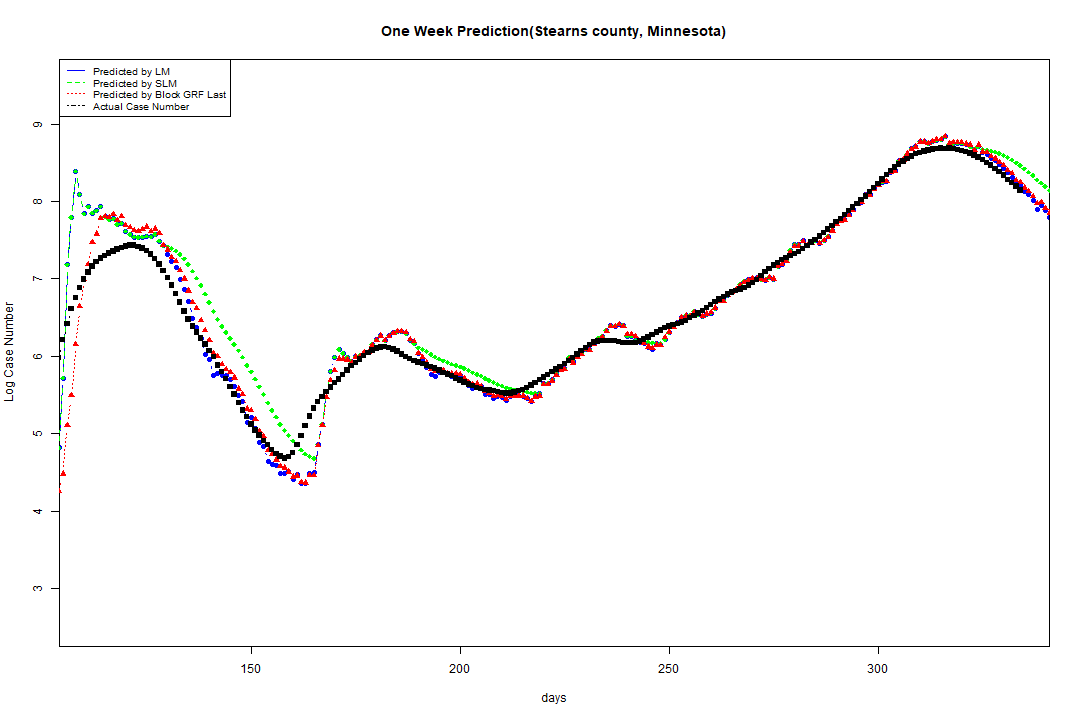 One Week Prediction(Stearns county, Minnesota)
Predicted by LM
Predicted by SLM
Predicted by Block GRF Last
Actual Case Number
Log Case Number
9
8
7
6
5
4
3
150 200 250 300
days